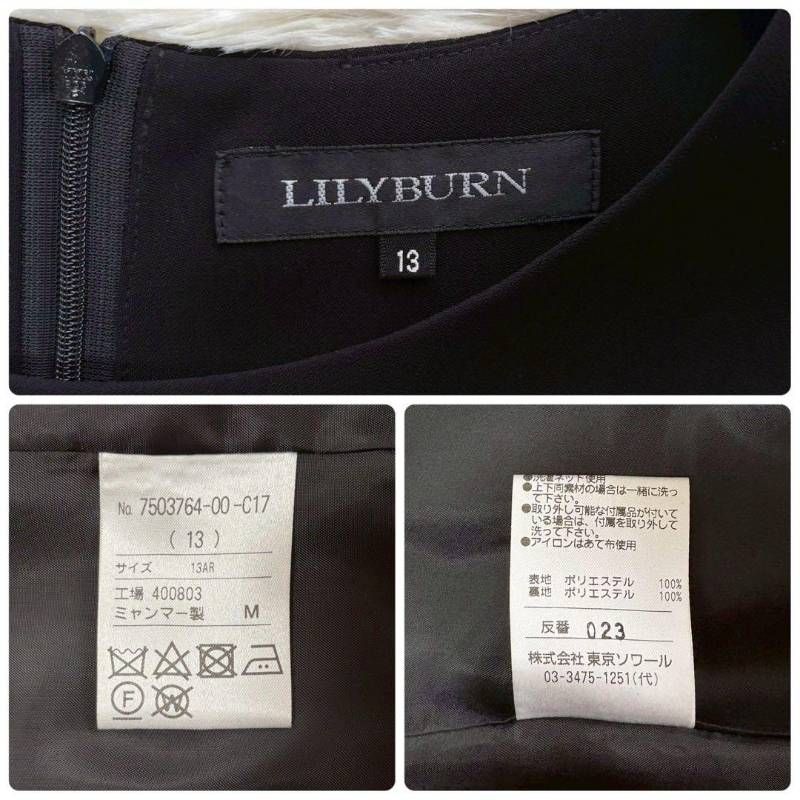 LILYBURN
13
No. 7503764-00-C17
( 13 )
サイズ 13AR
工場 400803
ミャンマー製 M
F
W
●洗濯ネット使用
●上下同素材の場合は一緒に洗っ
て下さい。
●取り外し可能な付属品が付いて
いる場合は、付属を取り外して
洗って下さい。
●アイロンはあて布使用
表地 ポリエステル 100%
裏地 ポリエステル 100%
反番 023
株式会社 東京ソワール
03-3475-1251(代)